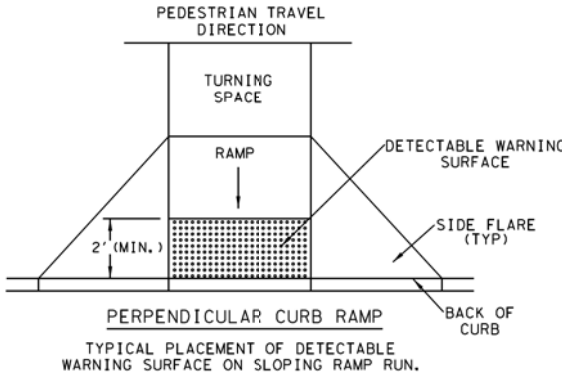 PEDESTRIAN TRAVEL
DIRECTION
TURNING
SPACE
RAMP
DETECTABLE WARNING
SURFACE
2'(MIN.)
SIDE FLARE
(TYP)
BACK OF
CURB
PERPENDICULAR CURB RAMP
TYPICAL PLACEMENT OF DETECTABLE
WARNING SURFACE ON SLOPING RAMP RUN.